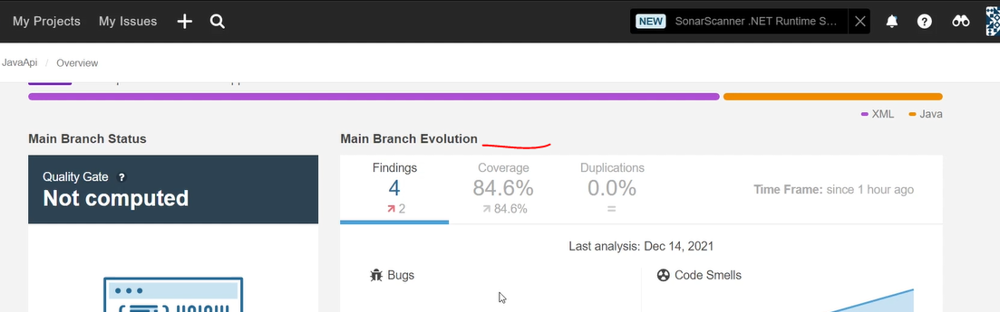 My Projects My Issues
NEW SonarScanner .NET Runtime S...
JavaApi / Overview
XML Java
Main Branch Status
Main Branch Evolution
Quality Gate ?
Not computed
Findings Coverage Duplications
4 84.6% 0.0%
2 84.6% =
Time Frame: since 1 hour ago
Last analysis: Dec 14, 2021
Bugs Code Smells